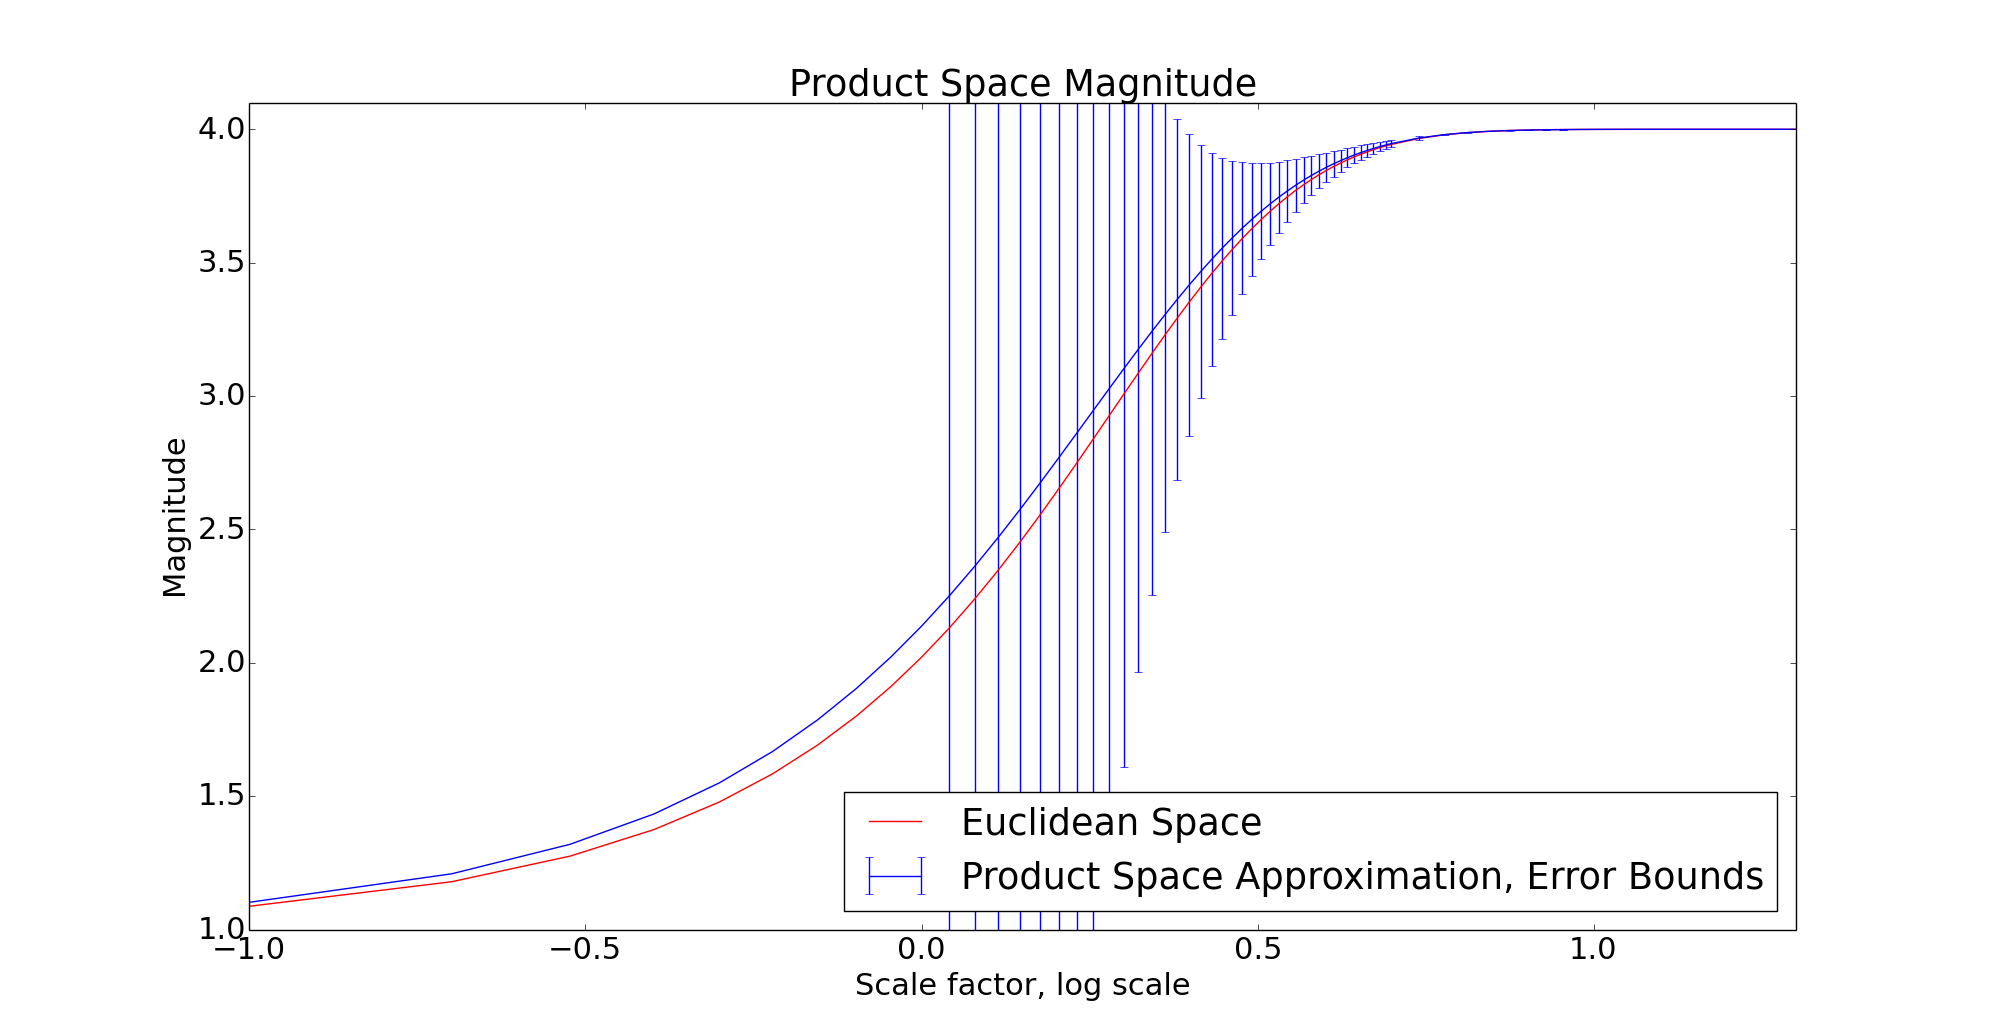 Product Space Magnitude
4.0
3.5
3.0
2.5
2.0
1.5
1.0
Magnitude
Euclidean Space
Product Space Approximation, Error Bounds
−1.0 −0.5 0.0 0.5 1.0
Scale factor, log scale